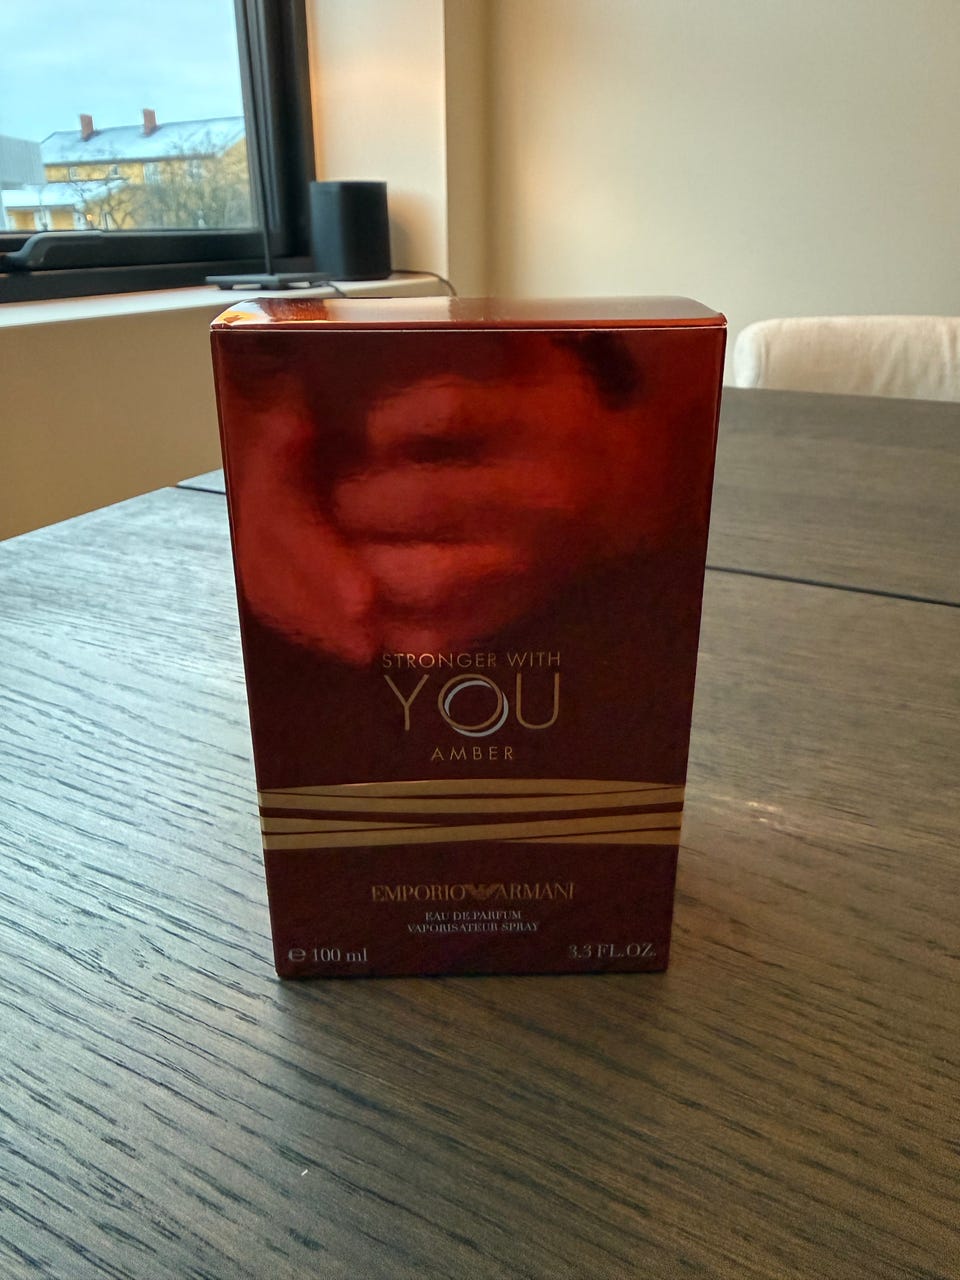 STRONGER WITH
YOU
AMBER
EMPORIO ARMANI
EAU DE PARFUM
VAPORISATEUR SPRAY
℮ 100 ml 3.3 FL.OZ.